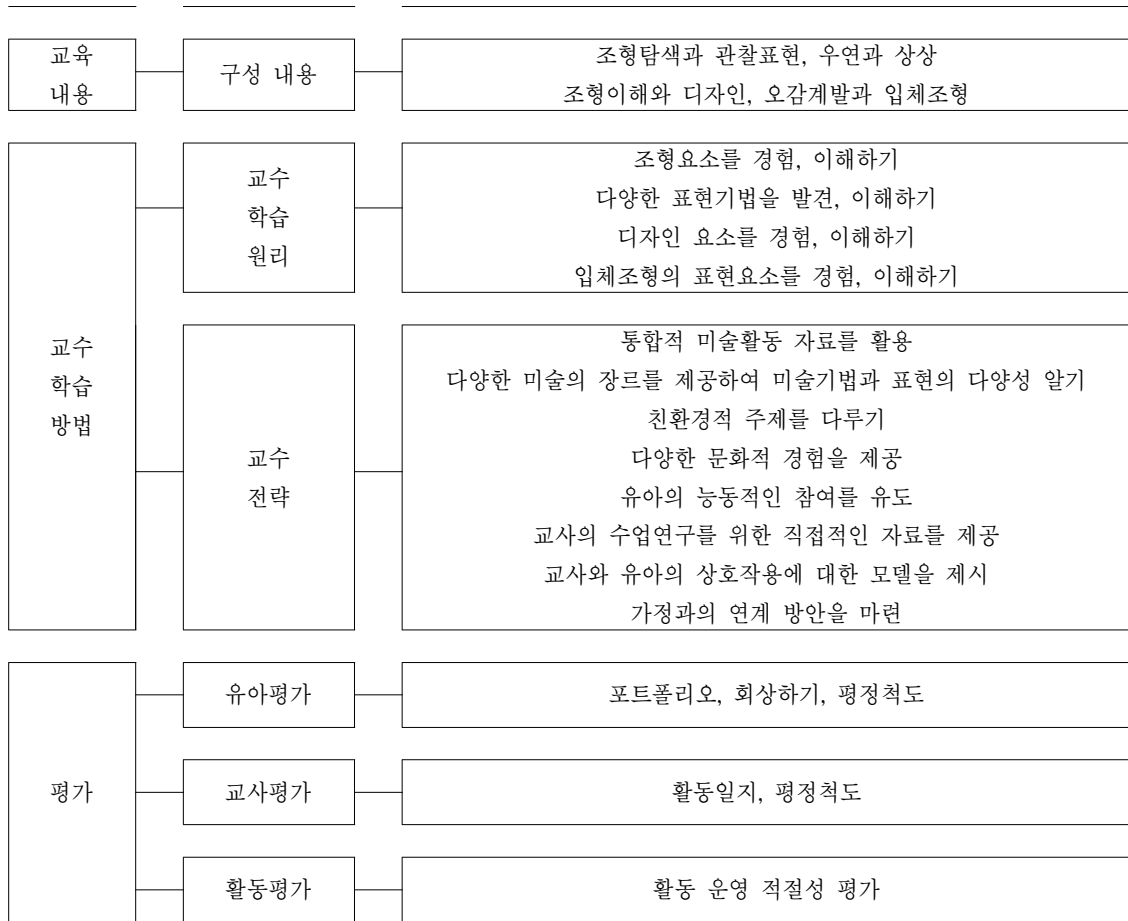 교육
내용
구성 내용
조형탐색과 관찰표현, 우연과 상상
조형이해와 디자인, 오감계발과 입체조형
교수
학습
방법
교수
학습
원리
조형요소를 경험, 이해하기
다양한 표현기법을 발견, 이해하기
디자인 요소를 경험, 이해하기
입체조형의 표현요소를 경험, 이해하기
교수
전략
통합적 미술활동 자료를 활용
다양한 미술의 장르를 제공하여 미술기법과 표현의 다양성 알기
친환경적 주제를 다루기
다양한 문화적 경험을 제공
유아의 능동적인 참여를 유도
교사의 수업연구를 위한 직접적인 자료를 제공
교사와 유아의 상호작용에 대한 모델을 제시
가정과의 연계 방안을 마련
평가
유아평가
포트폴리오, 회상하기, 평정척도
교사평가
활동일지, 평정척도
활동평가
활동 운영 적절성 평가